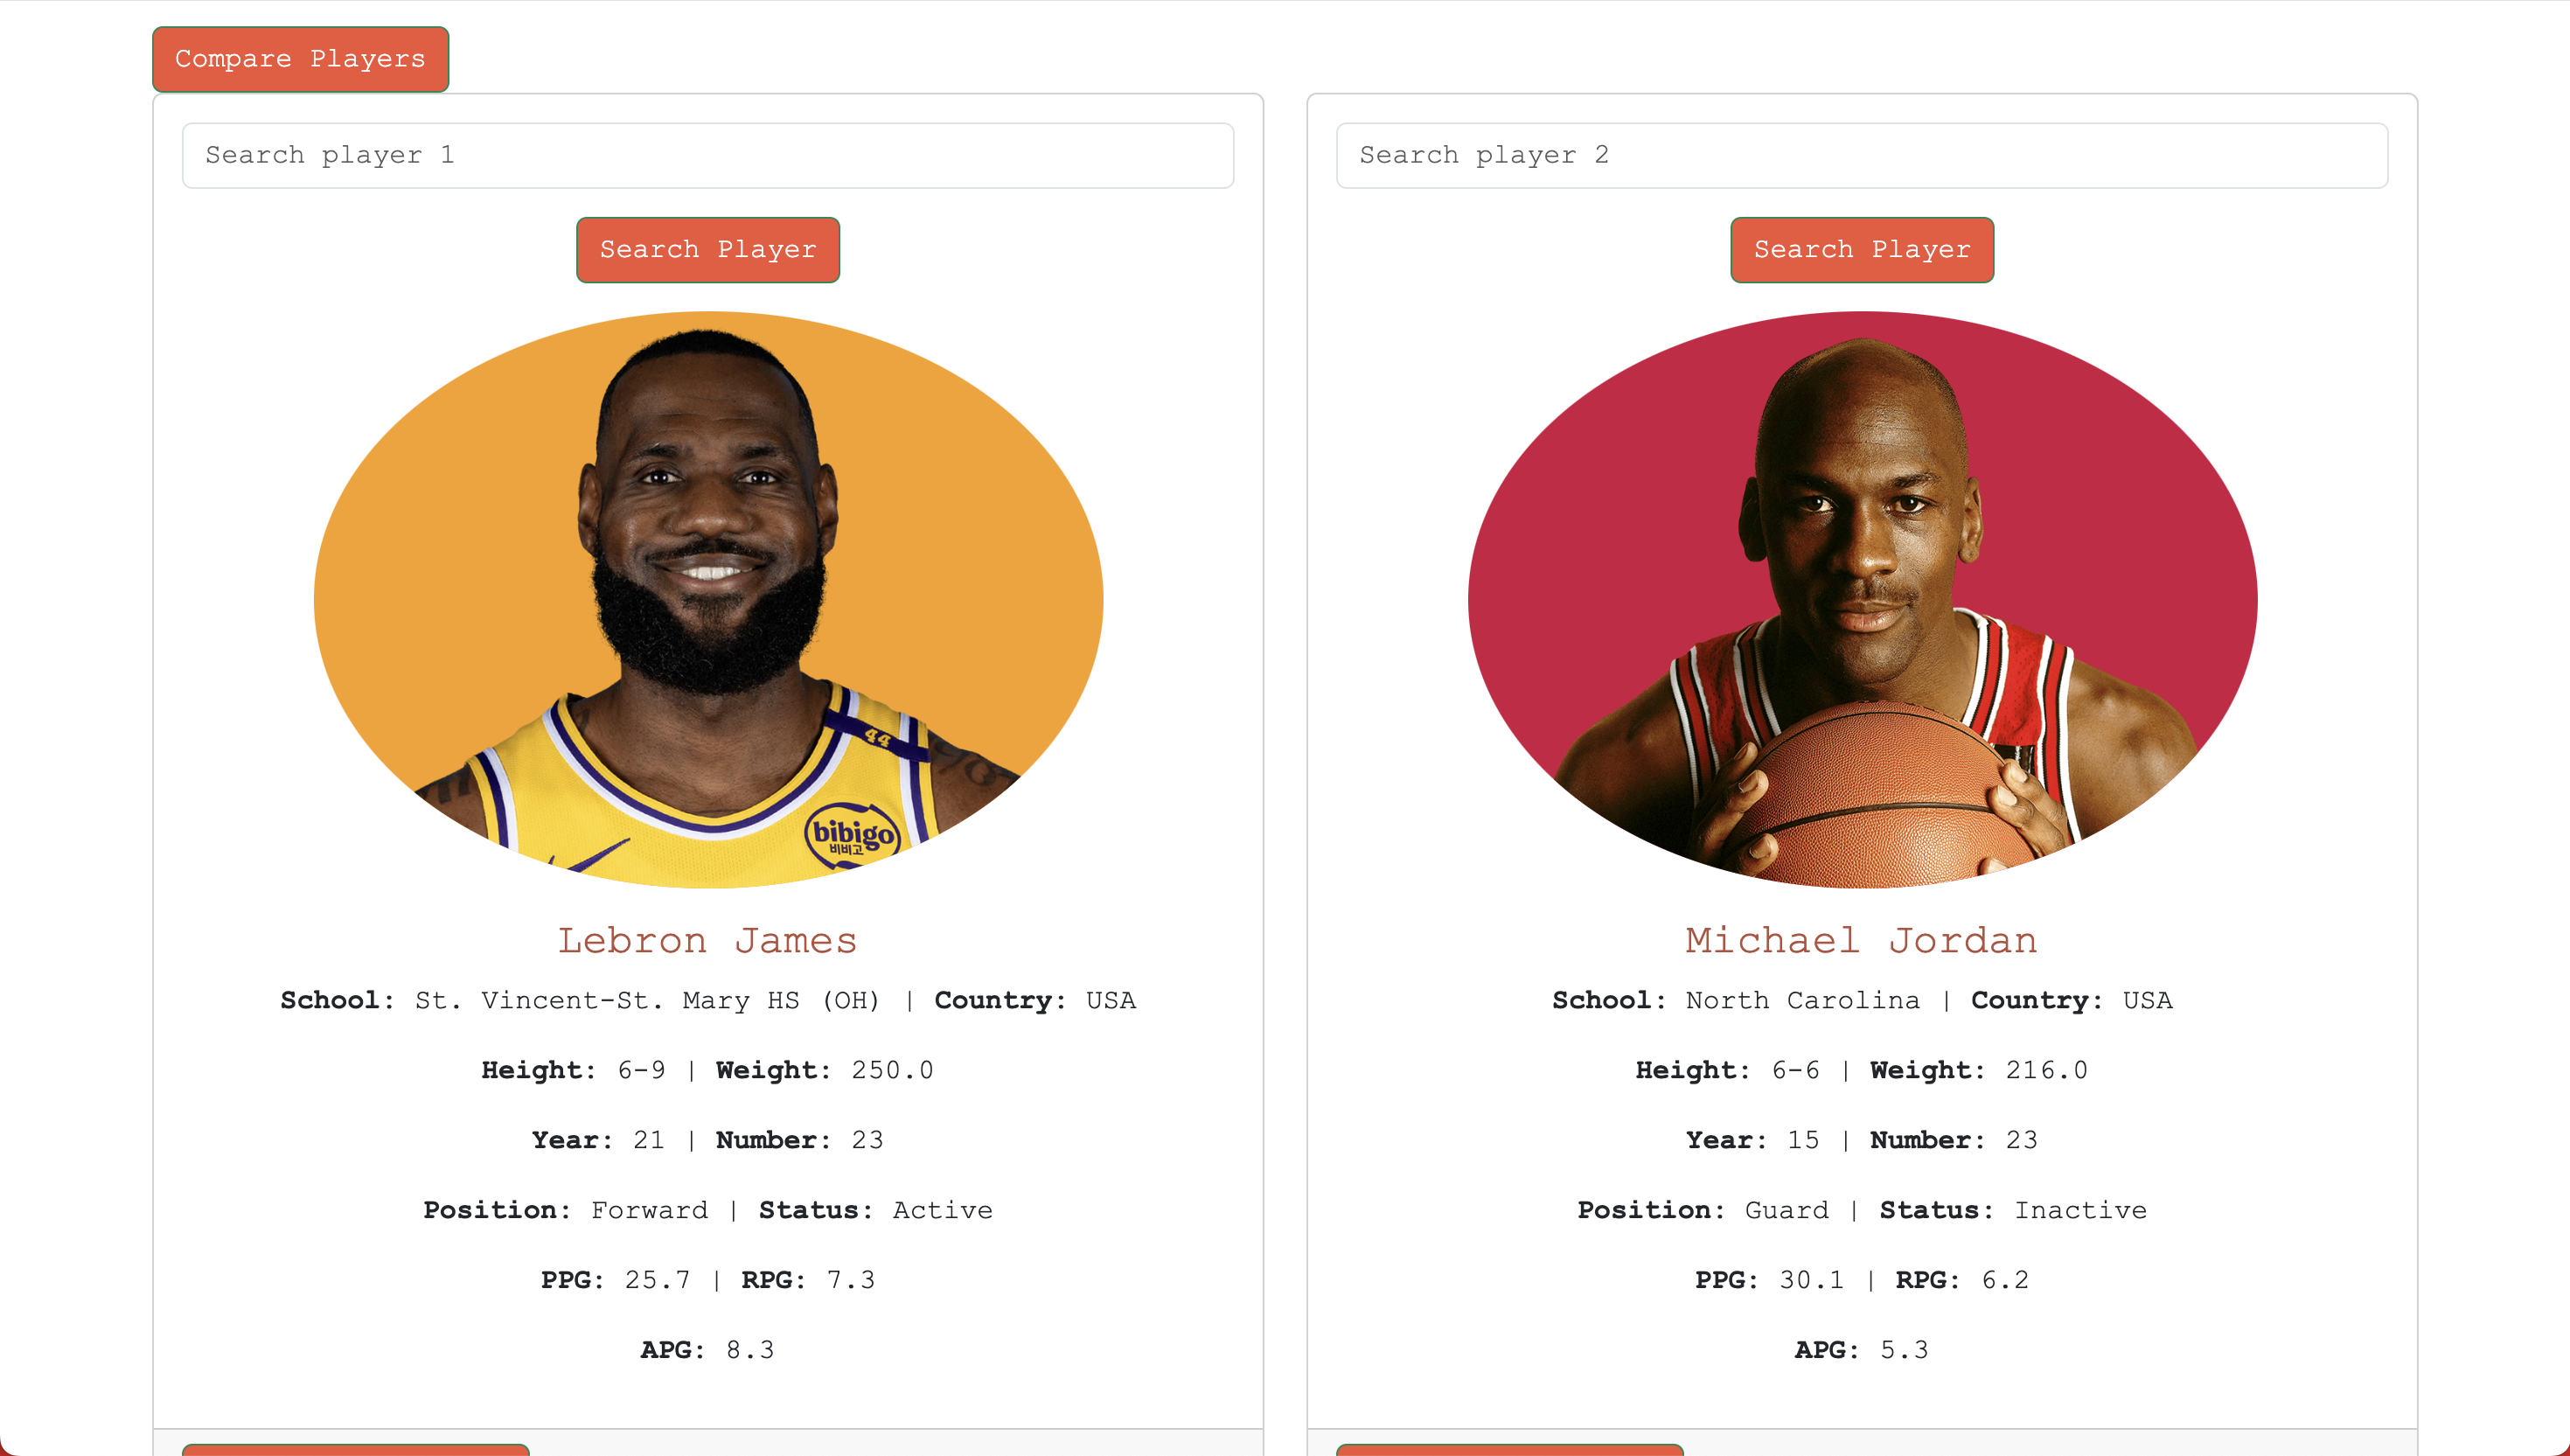 Compare Players
Search player 1
Search Player
44
bibigo
비비고
Lebron James
School: St. Vincent-St. Mary HS (OH) | Country: USA
Height: 6-9 | Weight: 250.0
Year: 21 | Number: 23
Position: Forward | Status: Active
PPG: 25.7 | RPG: 7.3
APG: 8.3
Search player 2
Search Player
Michael Jordan
School: North Carolina | Country: USA
Height: 6-6 | Weight: 216.0
Year: 15 | Number: 23
Position: Guard | Status: Inactive
PPG: 30.1 | RPG: 6.2
APG: 5.3